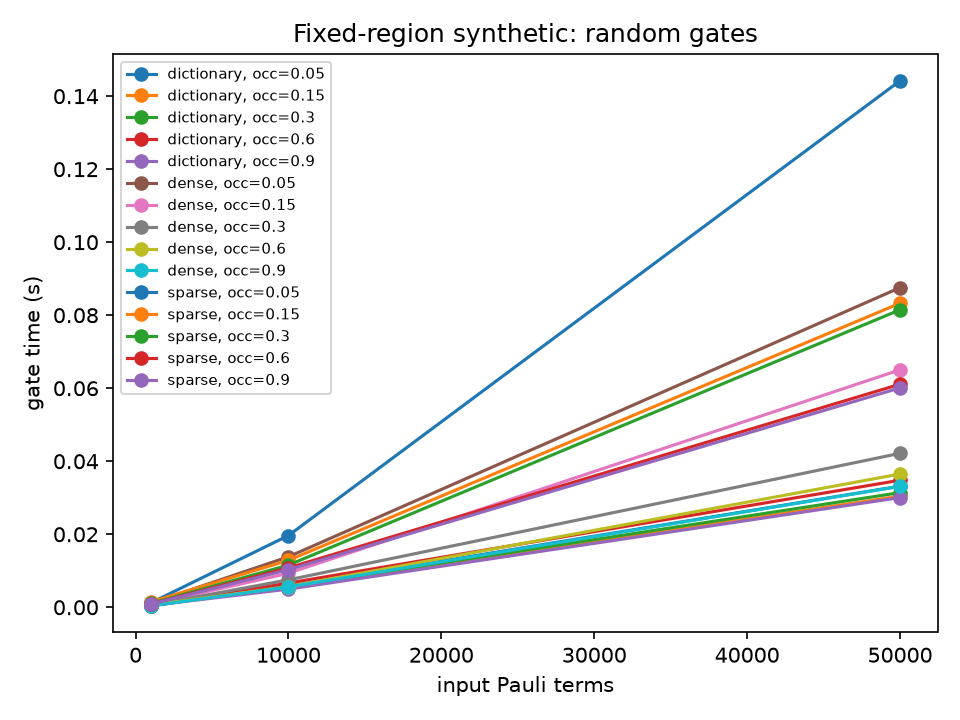 Fixed-region synthetic: random gates
dictionary, occ=0.05
dictionary, occ=0.15
dictionary, occ=0.3
dictionary, occ=0.6
dictionary, occ=0.9
dense, occ=0.05
dense, occ=0.15
dense, occ=0.3
dense, occ=0.6
dense, occ=0.9
sparse, occ=0.05
sparse, occ=0.15
sparse, occ=0.3
sparse, occ=0.6
sparse, occ=0.9
gate time (s)
0.14
0.12
0.10
0.08
0.06
0.04
0.02
0.00
0 10000 20000 30000 40000 50000
input Pauli terms